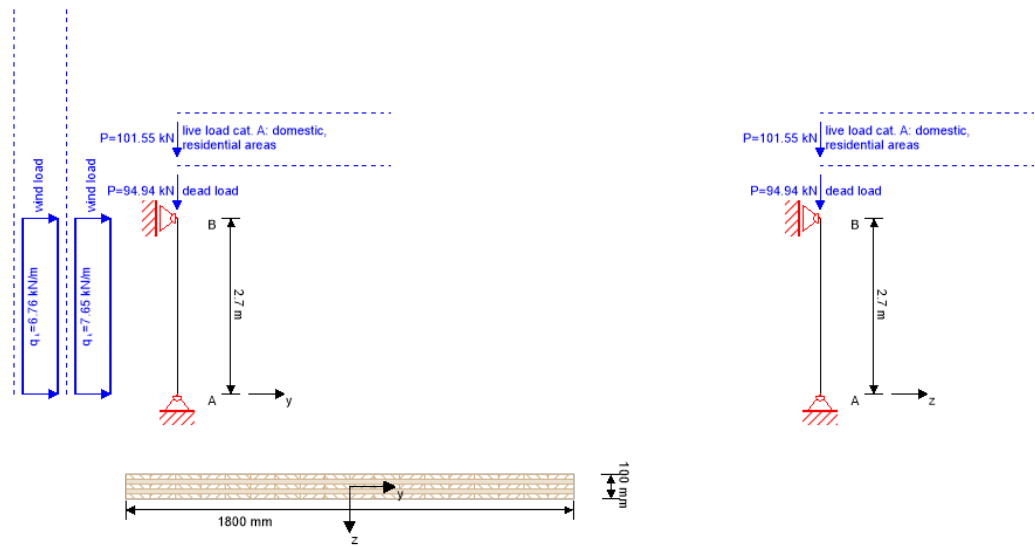 P=101.55 kN
live load cat. A: domestic,
residential areas
P=94.94 kN
dead load
wind load
wind load
B
2.7 m
A
y
q,=6.76 kN/m
q,=7.65 kN/m
P=101.55 kN
live load cat. A: domestic,
residential areas
P=94.94 kN
dead load
B
2.7 m
A
z
y
z
1800 mm
100 mm